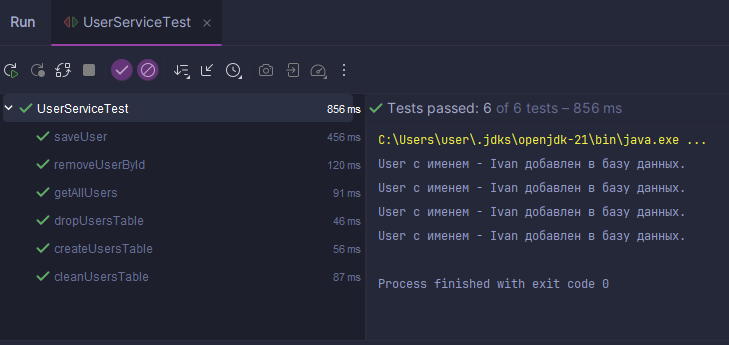 Run UserServiceTest
UserServiceTest 856 ms
saveUser 456 ms
removeUserById 120 ms
getAllUsers 91 ms
dropUsersTable 46 ms
createUsersTable 56 ms
cleanUsersTable 87 ms
Tests passed: 6 of 6 tests – 856 ms
C:\Users\user\.jdks\openjdk-21\bin\java.exe ...
User с именем - Ivan добавлен в базу данных.
User с именем - Ivan добавлен в базу данных.
User с именем - Ivan добавлен в базу данных.
User с именем - Ivan добавлен в базу данных.
Process finished with exit code 0